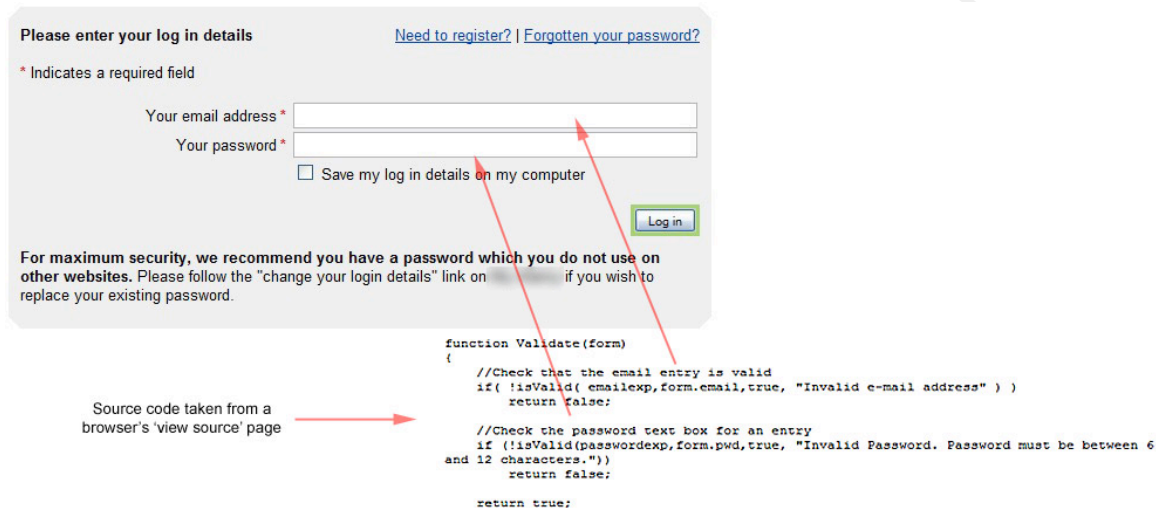 Please enter your log in details
Need to register? | Forgotten your password?
* Indicates a required field
Your email address *
Your password *
Save my log in details on my computer
Log in
For maximum security, we recommend you have a password which you do not use on
other websites. Please follow the "change your login details" link on if you wish to
replace your existing password.
function Validate(form)
{
//Check that the email entry is valid
if( !isValid( emailexp,form.email,true, "Invalid e-mail address" ) )
return false;
Source code taken from a
browser's 'view source' page
//Check the password text box for an entry
if (!isValid(passwordexp,form.pwd,true, "Invalid Password. Password must be between 6
and 12 characters."))
return false;
return true;